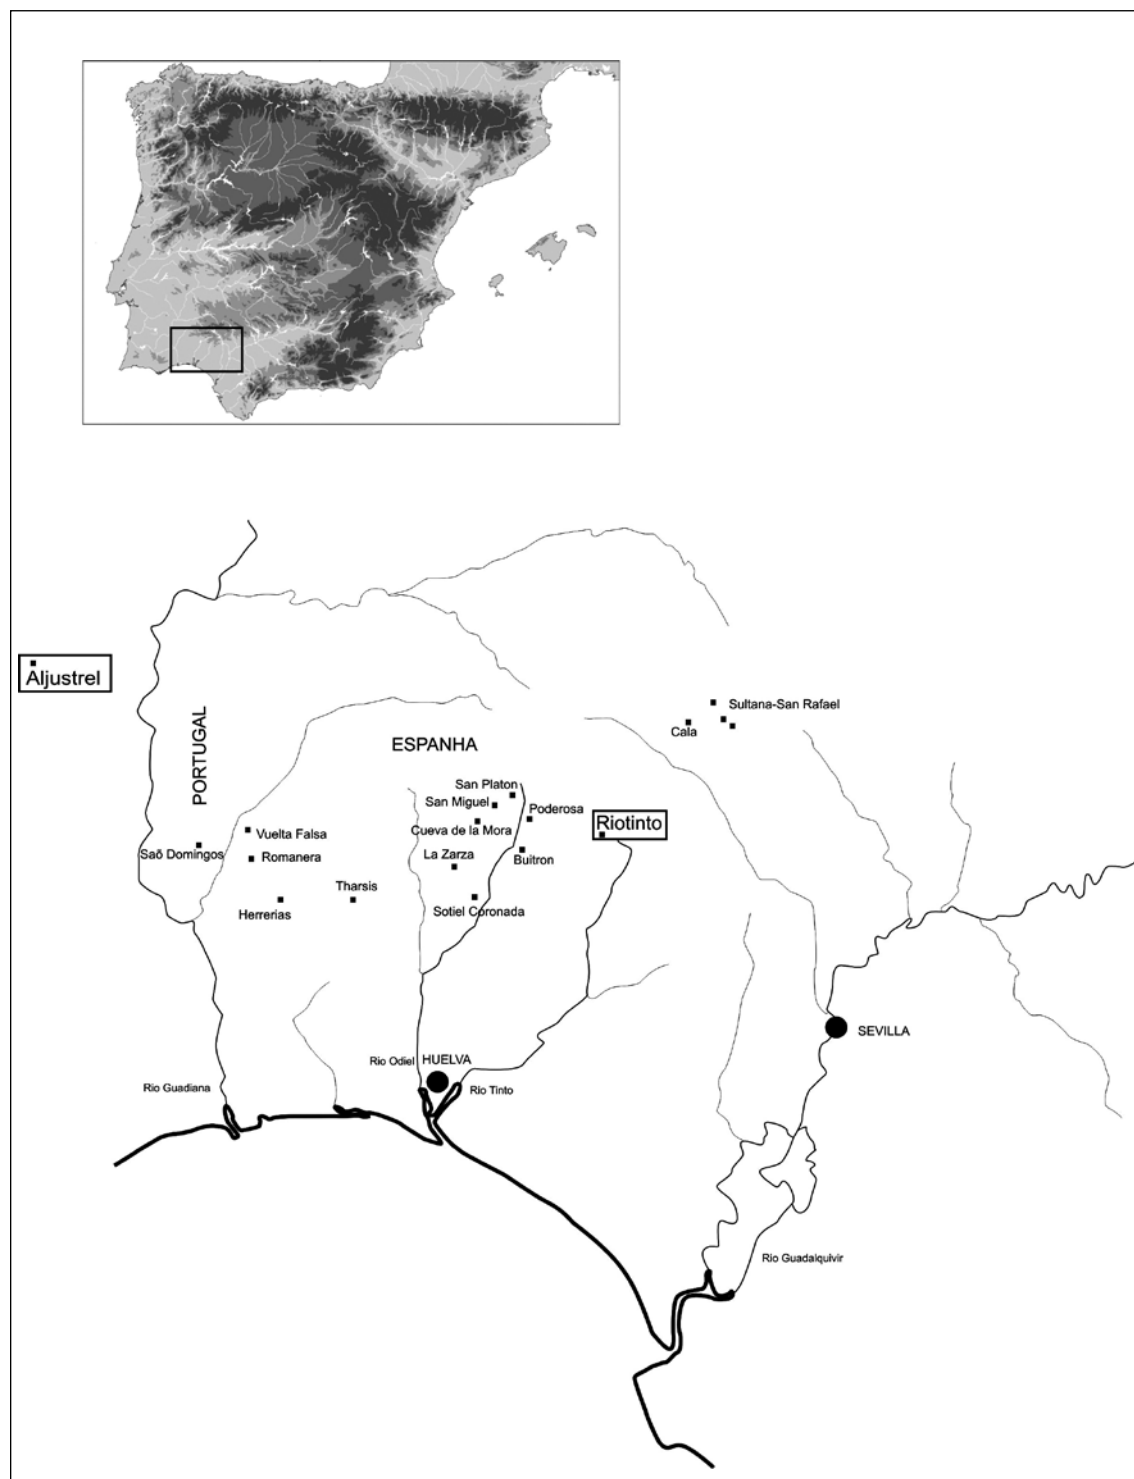 Aljustrel
PORTUGAL
ESPANHA
Sultana-San Rafael
Cala
San Platon
San Miguel
Poderosa
Cueva de la Mora
Riotinto
Vuelta Falsa
Saõ Domingos
Romanera
La Zarza
Buitron
Tharsis
Herrerias
Sotiel Coronada
SEVILLA
Rio Odiel
HUELVA
Rio Guadiana
Rio Tinto
Rio Guadalquivir